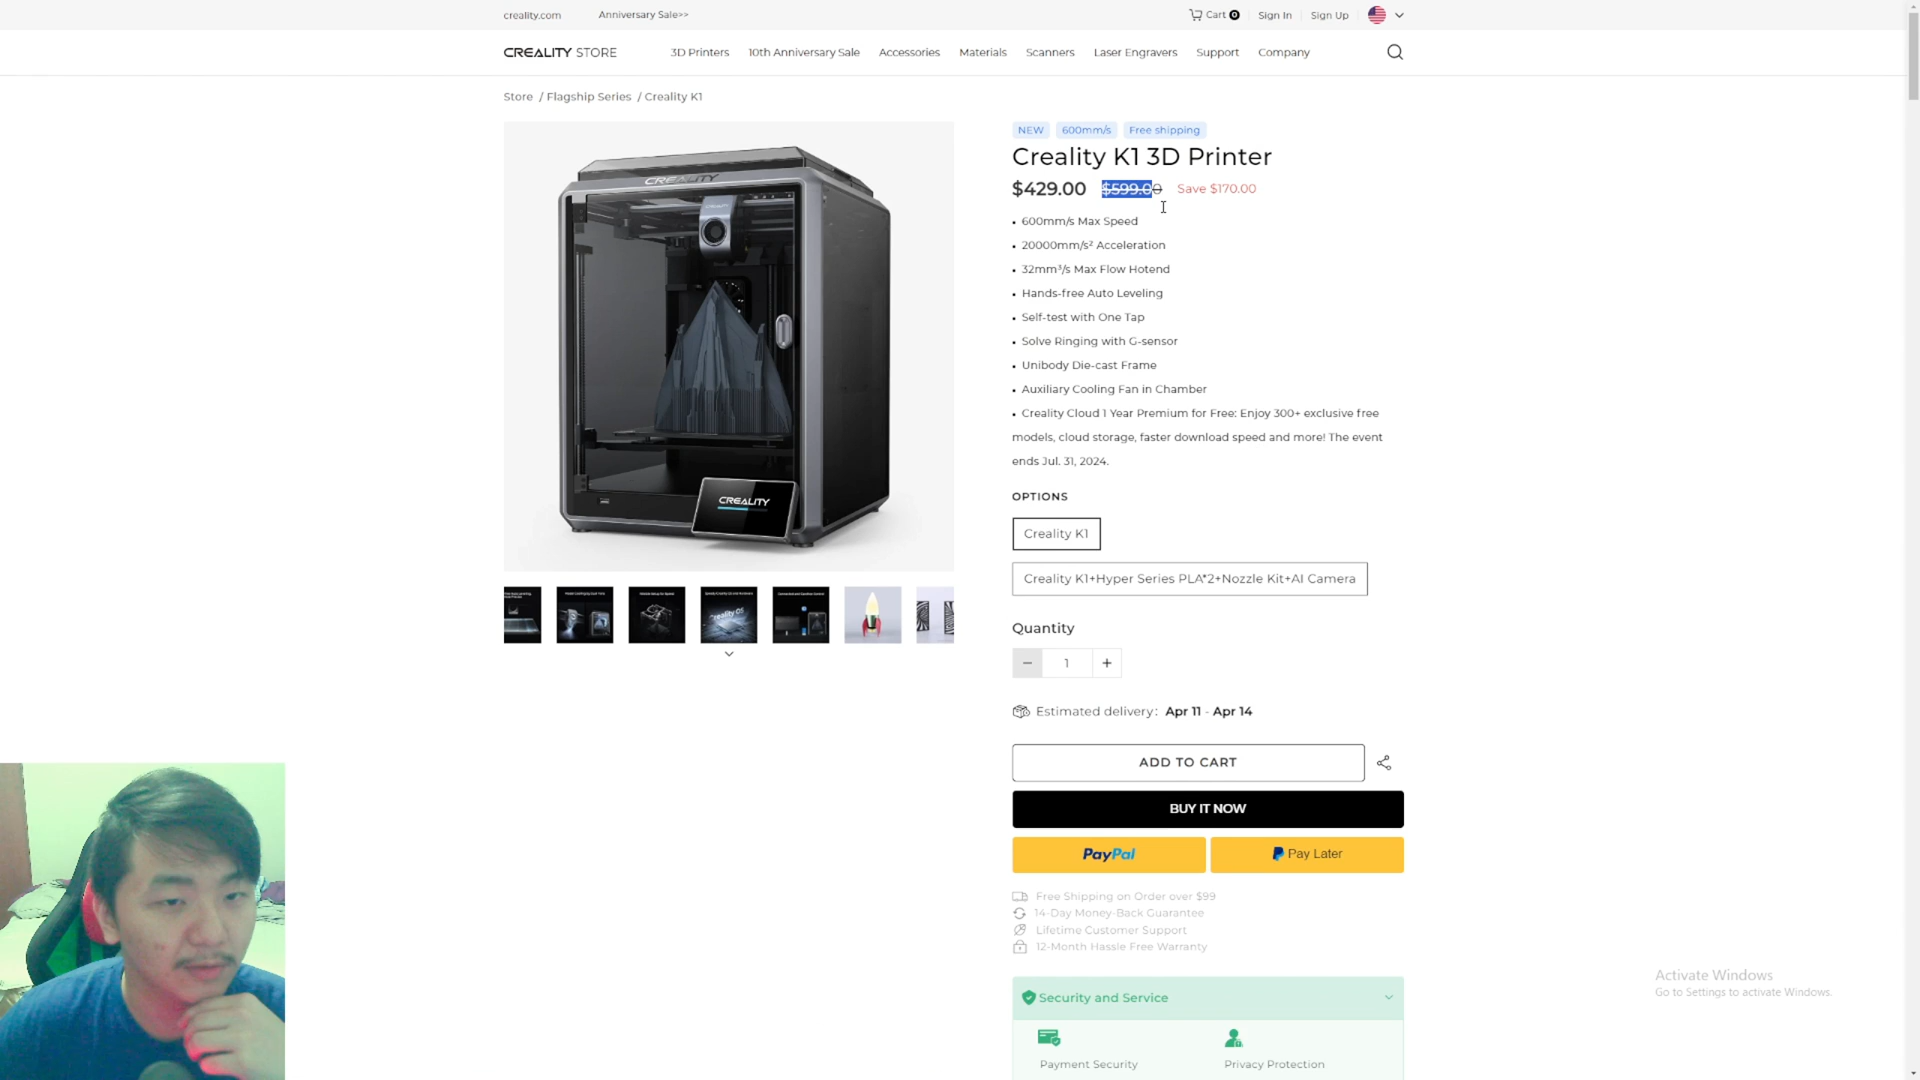 creality.com
Anniversary Sale>>
Cart 0
Sign In
Sign Up
CREALITY STORE
3D Printers
10th Anniversary Sale
Accessories
Materials
Scanners
Laser Engravers
Support
Company
Store / Flagship Series / Creality K1
CREALITY
CREALITY
NEW
600mm/s
Free shipping
Creality K1 3D Printer
$429.00 $599.00 Save $170.00
• 600mm/s Max Speed
• 20000mm/s² Acceleration
• 32mm³/s Max Flow Hotend
• Hands-free Auto Leveling
• Self-test with One Tap
• Solve Ringing with G-sensor
• Unibody Die-cast Frame
• Auxiliary Cooling Fan in Chamber
• Creality Cloud 1 Year Premium for Free: Enjoy 300+ exclusive free
models, cloud storage, faster download speed and more! The event
ends Jul. 31, 2024.
OPTIONS
Creality K1
Creality K1+Hyper Series PLA*2+Nozzle Kit+AI Camera
Quantity
− 1 +
Estimated delivery: Apr 11 - Apr 14
ADD TO CART
BUY IT NOW
PayPal
Pay Later
Free Shipping on Order over $99
14-Day Money-Back Guarantee
Lifetime Customer Support
12-Month Hassle Free Warranty
Security and Service
Payment Security
Privacy Protection
Activate Windows
Go to Settings to activate Windows.